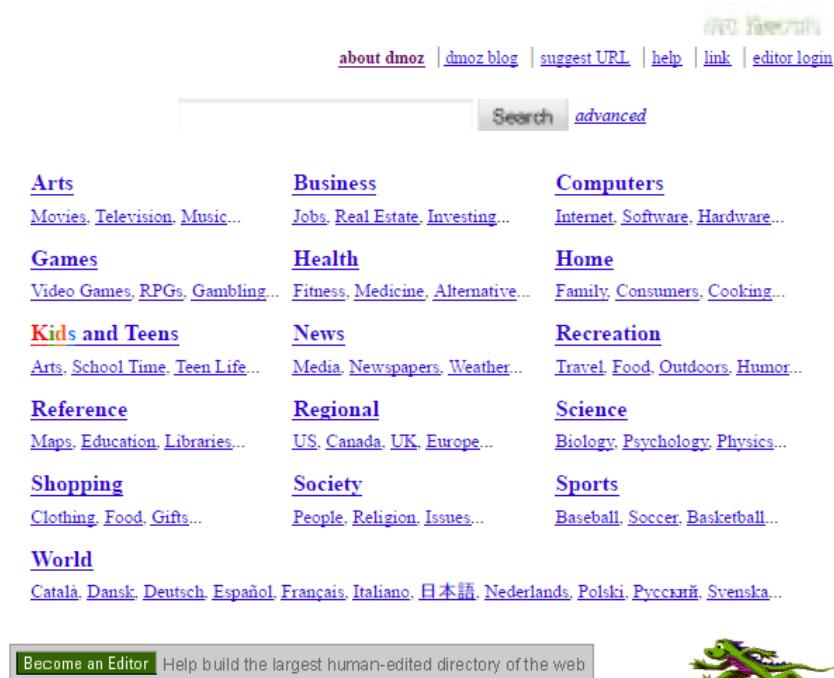 about dmoz | dmoz blog | suggest URL | help | link | editor login
Search advanced
Arts Business Computers
Movies, Television, Music... Jobs, Real Estate, Investing... Internet, Software, Hardware...
Games Health Home
Video Games, RPGs, Gambling... Fitness, Medicine, Alternative... Family, Consumers, Cooking...
Kids and Teens News Recreation
Arts, School Time, Teen Life... Media, Newspapers, Weather... Travel, Food, Outdoors, Humor...
Reference Regional Science
Maps, Education, Libraries... US, Canada, UK, Europe... Biology, Psychology, Physics...
Shopping Society Sports
Clothing, Food, Gifts... People, Religion, Issues... Baseball, Soccer, Basketball...
World
Català, Dansk, Deutsch, Español, Français, Italiano, 日本語, Nederlands, Polski, Русский, Svenska...
Become an Editor Help build the largest human-edited directory of the web